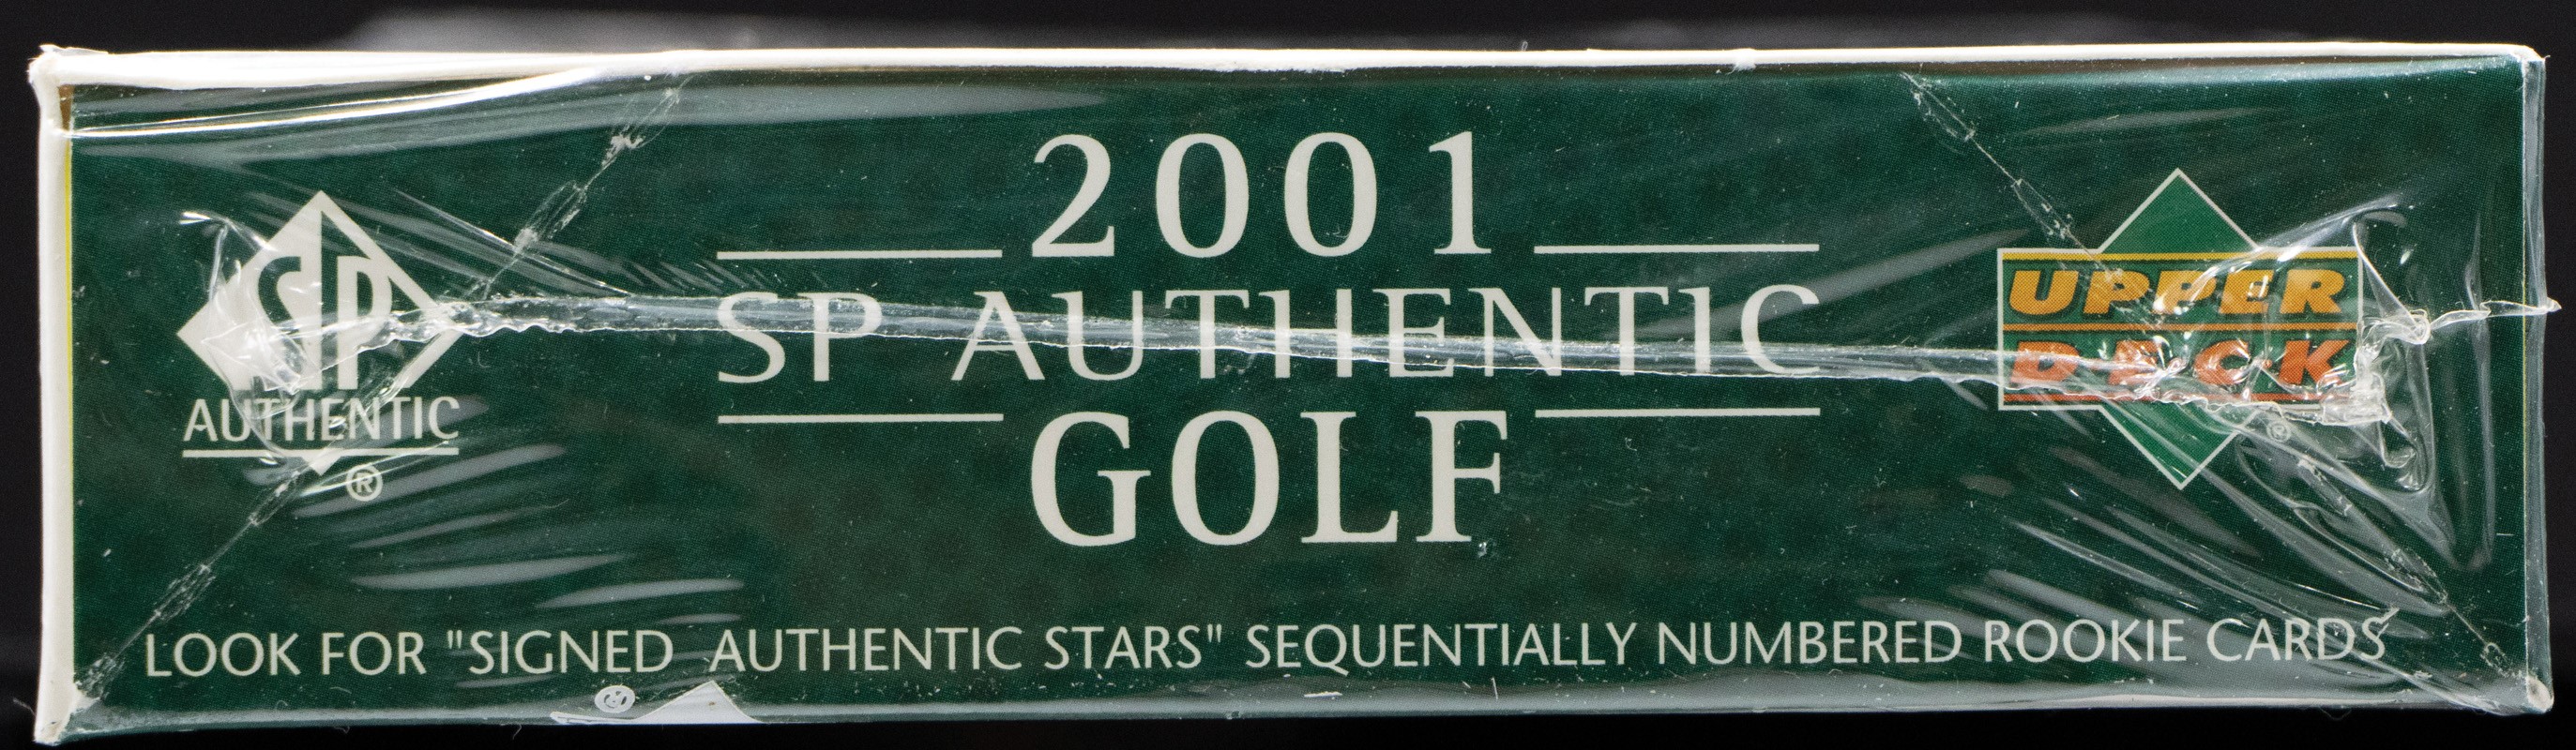 2001
SP AUTHENTIC
GOLF
SP
AUTHENTIC
®
UPPER
DECK
®
LOOK FOR "SIGNED AUTHENTIC STARS" SEQUENTIALLY NUMBERED ROOKIE CARDS
®